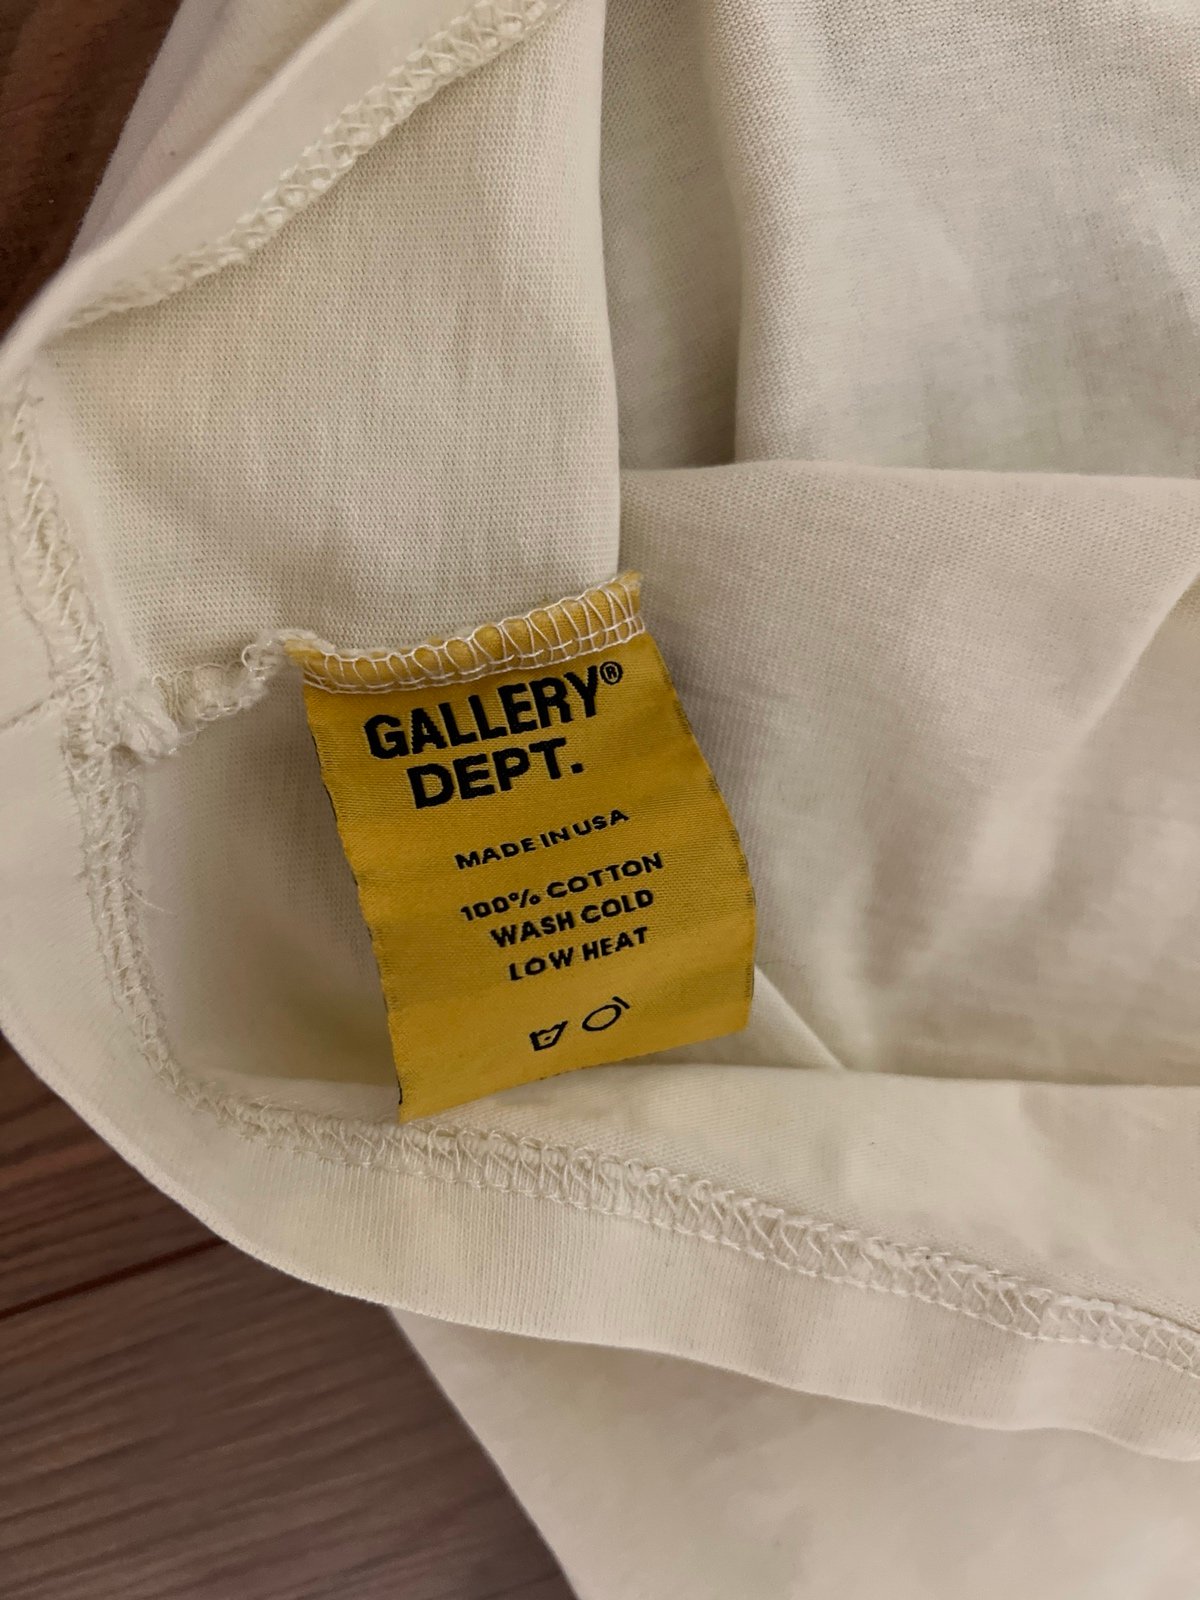 GALLERY®
DEPT.
MADE IN USA
100% COTTON
WASH COLD
LOW HEAT